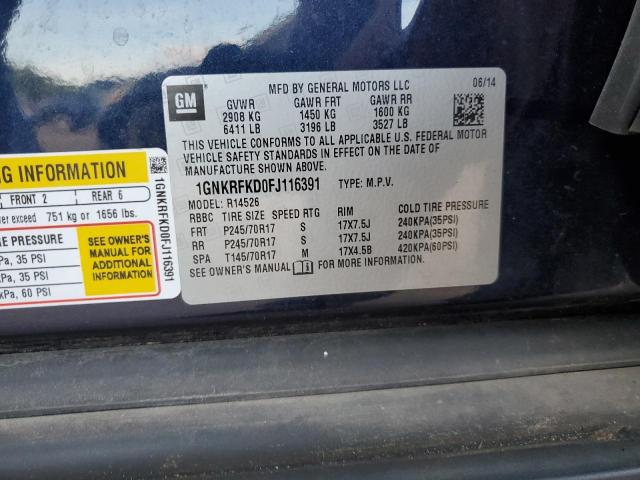 GM
MFD BY GENERAL MOTORS LLC 06/14
GVWR GAWR FRT GAWR RR
2908 KG 1450 KG 1600 KG
6411 LB 3196 LB 3527 LB
THIS VEHICLE CONFORMS TO ALL APPLICABLE U.S. FEDERAL MOTOR
VEHICLE SAFETY STANDARDS IN EFFECT ON THE DATE OF
MANUFACTURE SHOWN ABOVE.
1GNKRFKD0FJ116391 TYPE: M.P.V.
MODEL: R14526
RBBC TIRE SIZE SPEED RTG RIM COLD TIRE PRESSURE
FRT P245/70R17 S 17X7.5J 240KPA(35PSI)
RR P245/70R17 S 17X7.5J 240KPA(35PSI)
SPA T145/70R17 M 17X4.5B 420KPA(60PSI)
SEE OWNER'S MANUAL FOR MORE INFORMATION.
INFORMATION
FRONT 2 REAR 6
exceed 751 kg or 1656 lbs.
PRESSURE
35 PSI
35 PSI
60 PSI
SEE OWNER'S
MANUAL FOR
ADDITIONAL
INFORMATION
1GNKRFKD0FJ116391